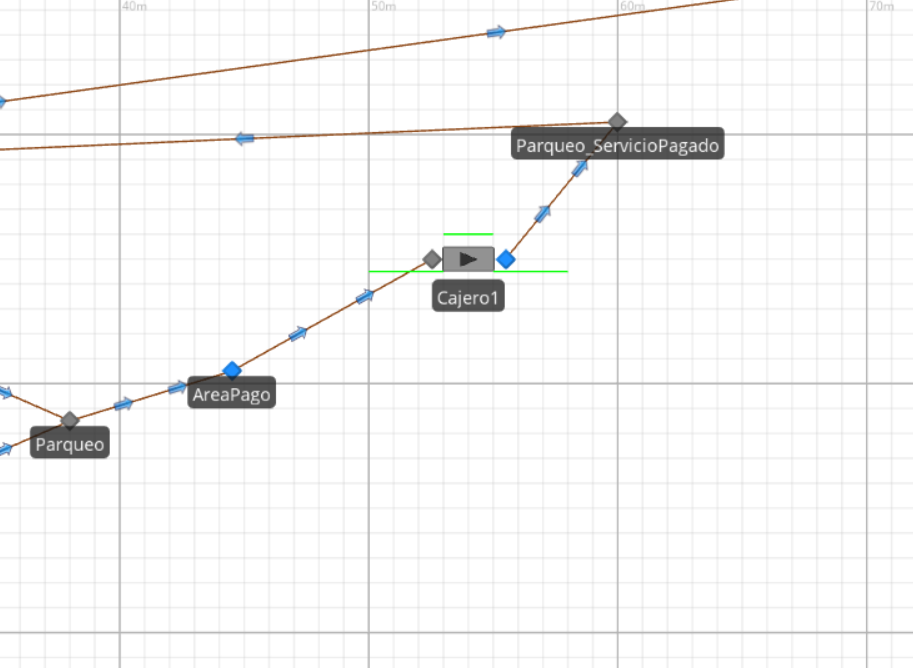 40m
50m
60m
70m
Parqueo_ServicioPagado
Cajero1
AreaPago
Parqueo